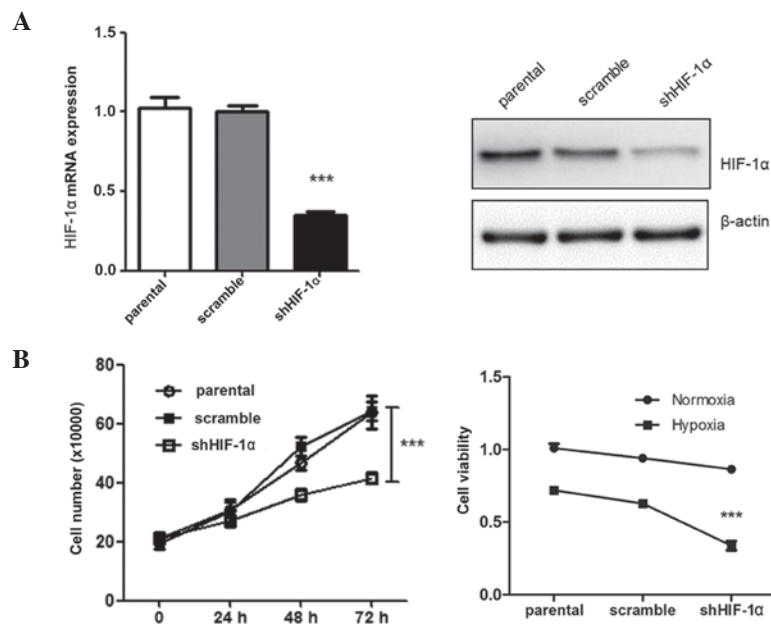 A
HIF-1α mRNA expression
1.5
1.0
0.5
0.0
***
parental
scramble
shHIF-1α
parental
scramble
shHIF-1α
HIF-1α
β-actin
B
Cell number (x10000)
80
60
40
20
parental
scramble
shHIF-1α
***
0 24 h 48 h 72 h
Cell viability
1.5
1.0
0.5
0.0
Normoxia
Hypoxia
***
parental scramble shHIF-1α